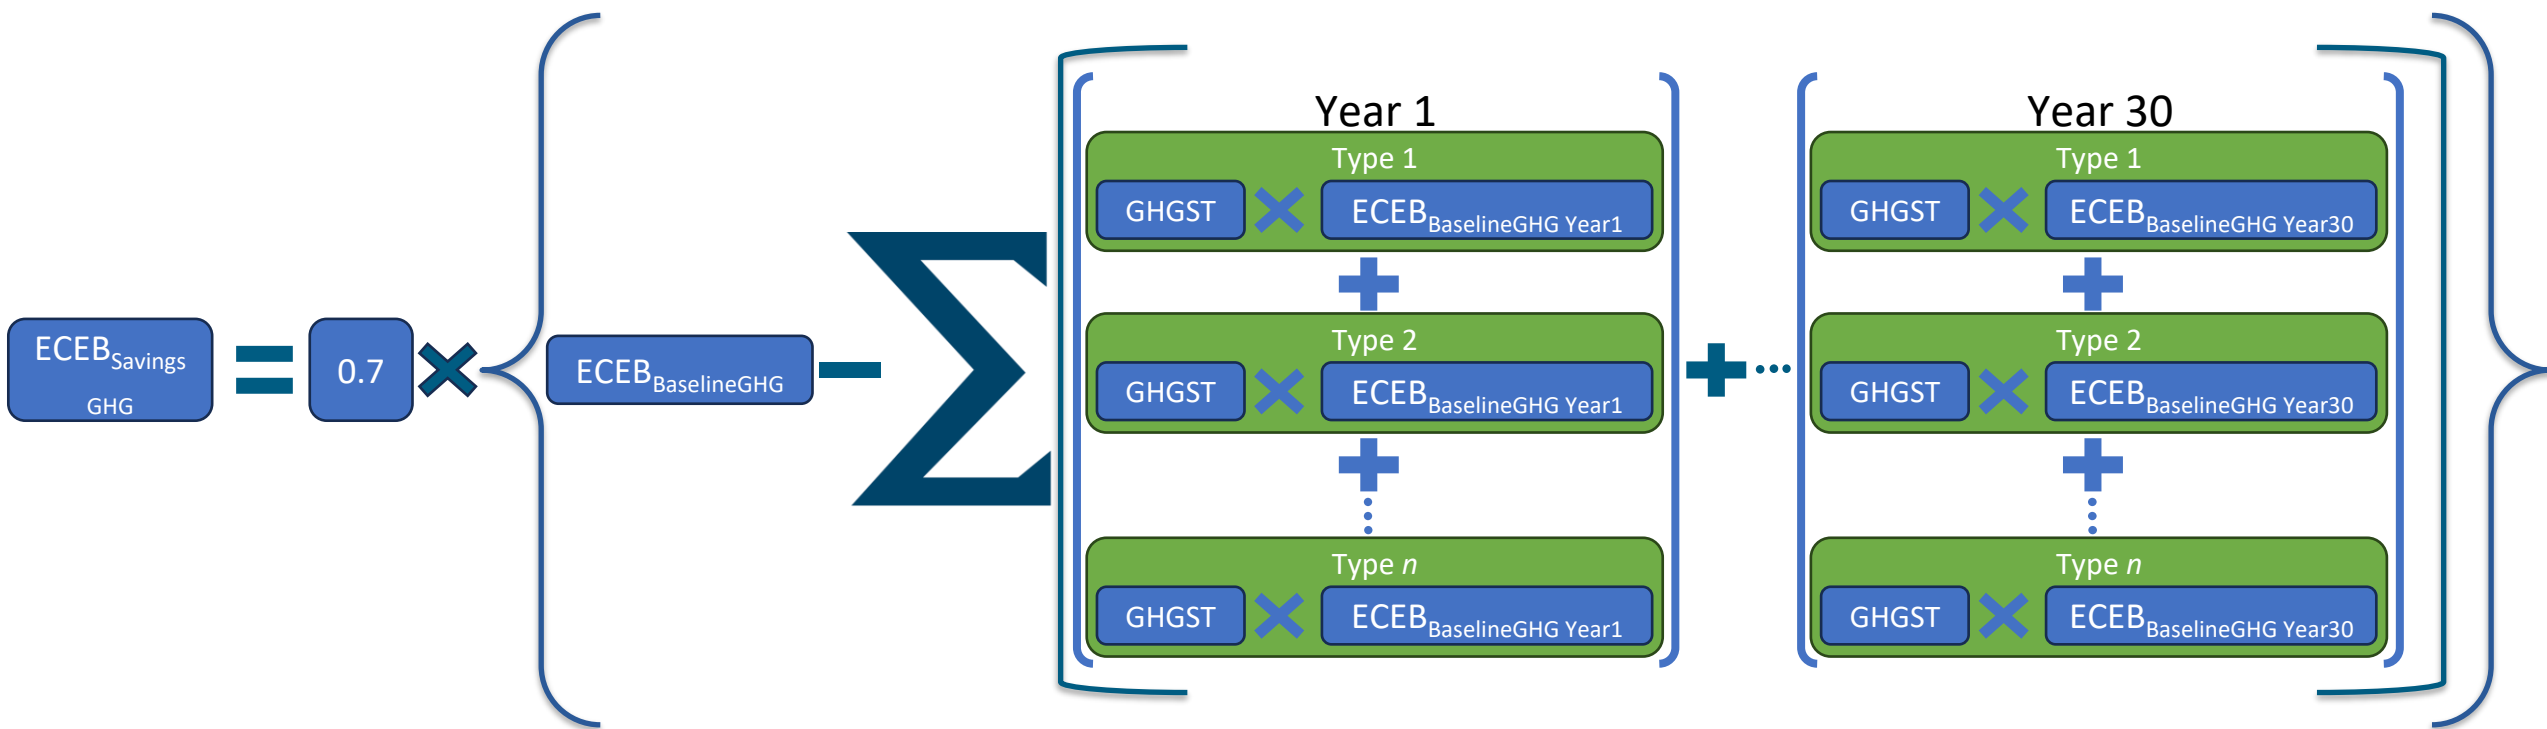 ECEB Savings
GHG
0.7
ECEB BaselineGHG
Year 1
Type 1
GHGST
ECEB BaselineGHG Year1
Type 2
GHGST
ECEB BaselineGHG Year1
Type n
GHGST
ECEB BaselineGHG Year1
Year 30
Type 1
GHGST
ECEB BaselineGHG Year30
Type 2
GHGST
ECEB BaselineGHG Year30
Type n
GHGST
ECEB BaselineGHG Year30